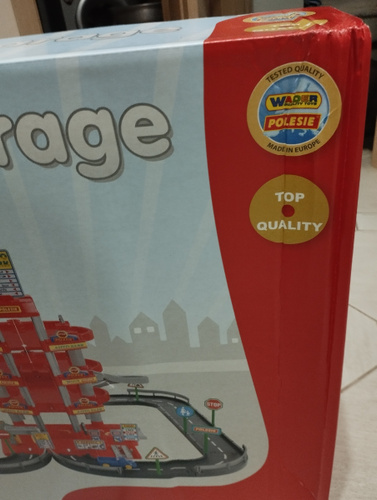 TESTED QUALITY
WADER
POLESIE
MADE IN EUROPE
rage
TOP
QUALITY
STOP